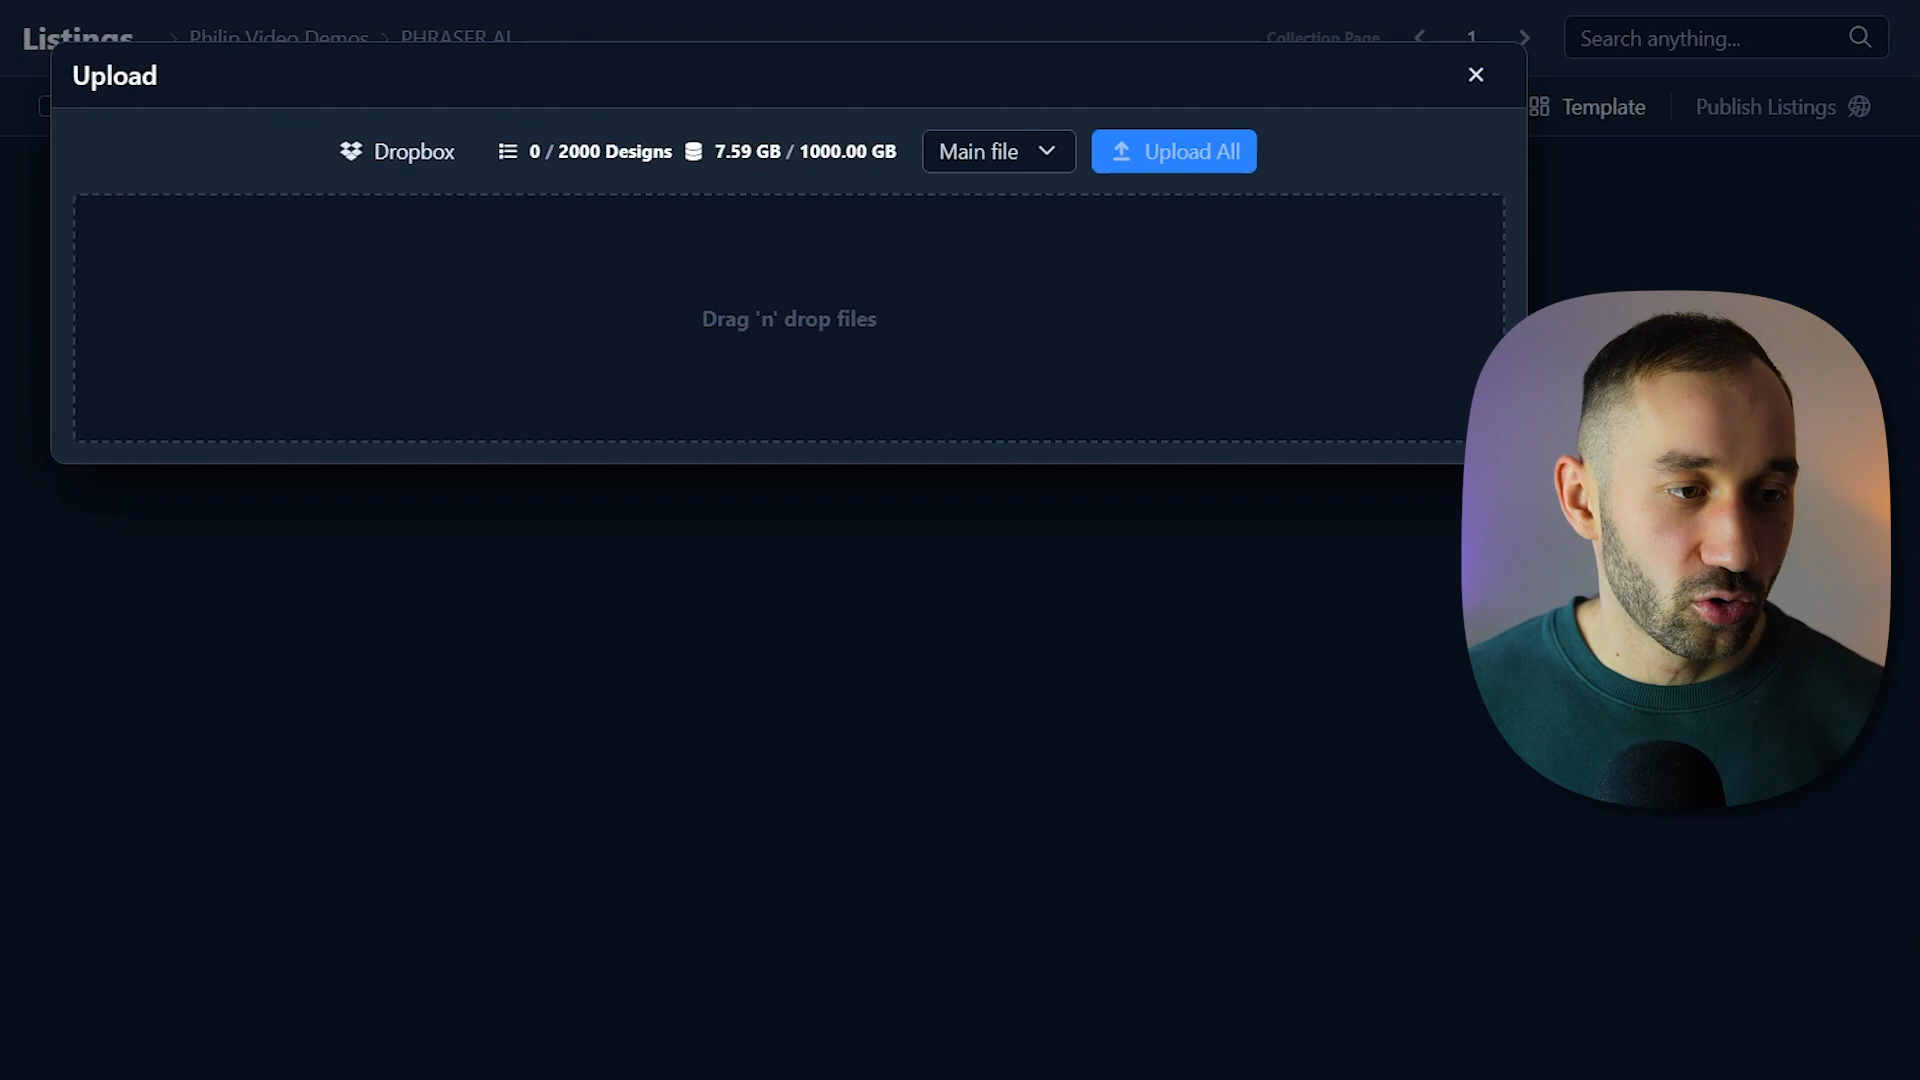 Listings > Philip Video Demos > PHRASER AI
Collection Page
1
Search anything...
Upload
Template
Publish Listings
Dropbox
0 / 2000 Designs
7.59 GB / 1000.00 GB
Main file
Upload All
Drag 'n' drop files